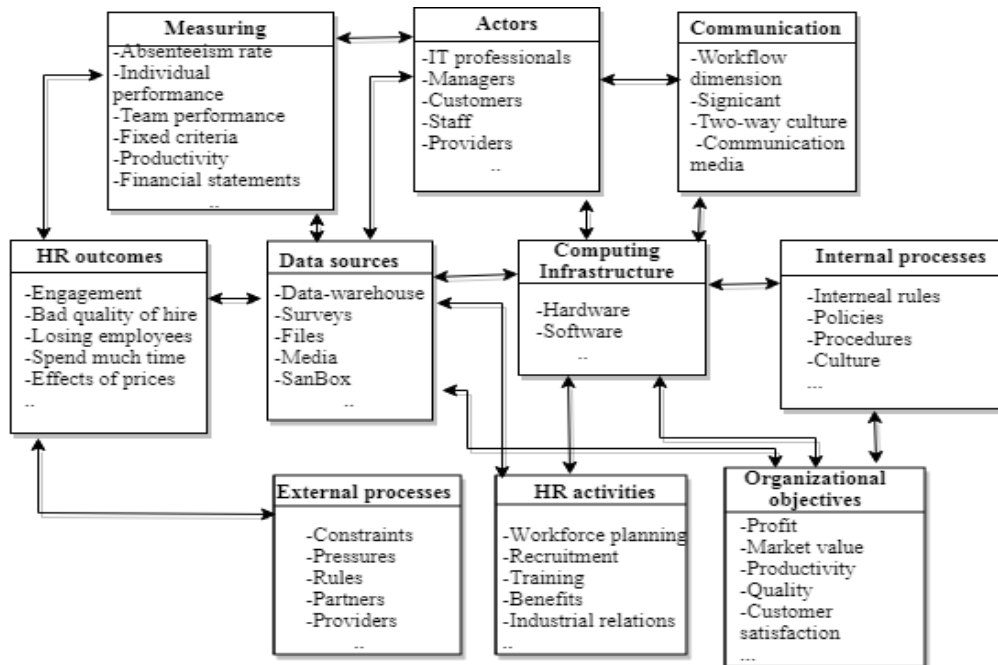 Measuring
-Absenteeism rate
-Individual
performance
-Team performance
-Fixed criteria
-Productivity
-Financial statements
..
Actors
-IT professionals
-Managers
-Customers
-Staff
-Providers
..
Communication
-Workflow
dimension
-Signicant
-Two-way culture
-Communication
media
HR outcomes
-Engagement
-Bad quality of hire
-Losing employees
-Spend much time
-Effects of prices
..
Data sources
-Data-warehouse
-Surveys
-Files
-Media
-SanBox
..
Computing
Infrastructure
-Hardware
-Software
..
Internal processes
-Interneal rules
-Policies
-Procedures
-Culture
...
External processes
-Constraints
-Pressures
-Rules
-Partners
-Providers
..
HR activities
-Workforce planning
-Recruitment
-Training
-Benefits
-Industrial relations
..
Organizational
objectives
-Profit
-Market value
-Productivity
-Quality
-Customer
satisfaction
...